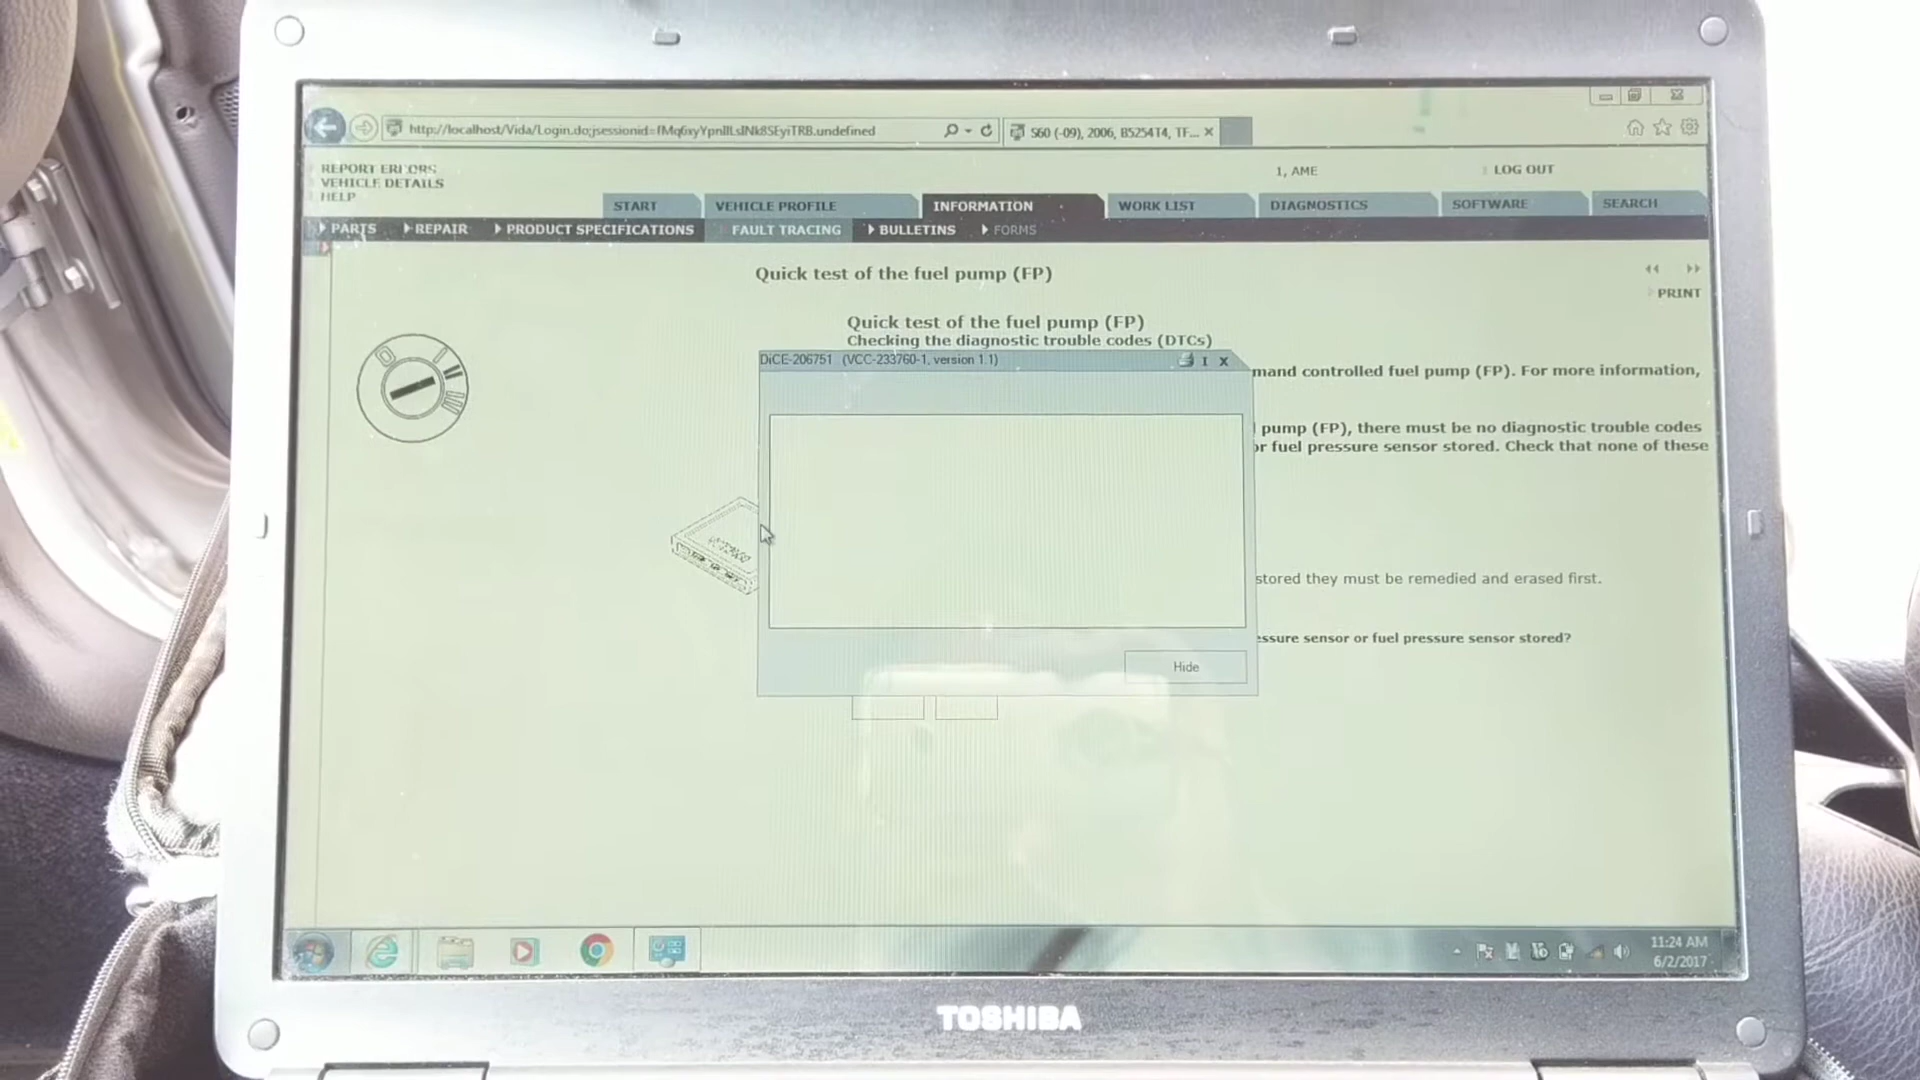 http://localhost/Vida/Login.do;jsessionid=
S60 (-09), 2006, B5254T4, TF...
REPORT ERRORS
VEHICLE DETAILS
HELP
1, AME
LOG OUT
START
VEHICLE PROFILE
INFORMATION
WORK LIST
DIAGNOSTICS
SOFTWARE
SEARCH
PARTS
REPAIR
PRODUCT SPECIFICATIONS
FAULT TRACING
BULLETINS
FORMS
Quick test of the fuel pump (FP)
PRINT
Quick test of the fuel pump (FP)
Checking the diagnostic trouble codes (DTCs)
DiCE-206751 (VCC-233760-1, version 1.1)
mand controlled fuel pump (FP). For more information,
pump (FP), there must be no diagnostic trouble codes
or fuel pressure sensor stored. Check that none of these
stored they must be remedied and erased first.
essure sensor or fuel pressure sensor stored?
Hide
O I II III
11:24 AM
6/2/2017
TOSHIBA